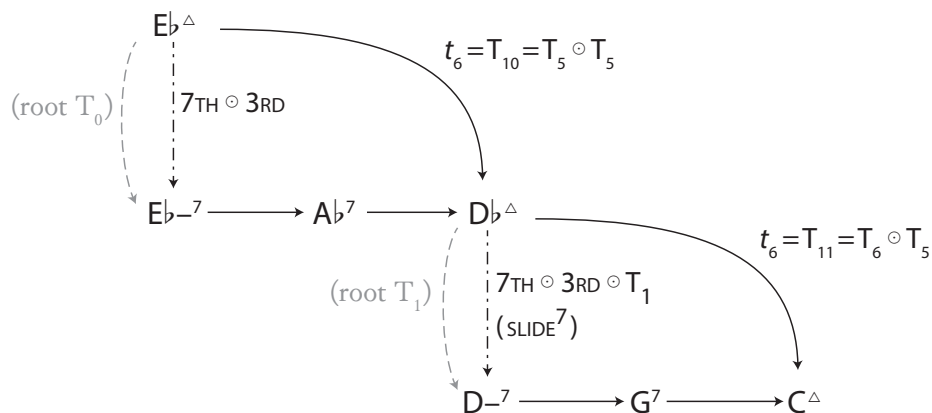 E♭△
t₆=T₁₀=T₅⊙T₅
(root T₀)
7TH⊙3RD
E♭–⁷
A♭⁷
D♭△
t₆=T₁₁=T₆⊙T₅
(root T₁)
7TH⊙3RD⊙T₁
(SLIDE⁷)
D–⁷
G⁷
C△